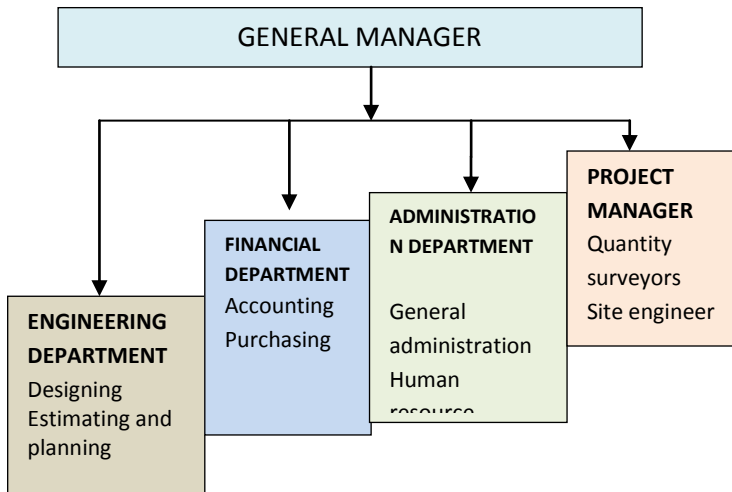 GENERAL MANAGER
ENGINEERING
DEPARTMENT
Designing
Estimating and
planning
FINANCIAL
DEPARTMENT
Accounting
Purchasing
ADMINISTRATIO
N DEPARTMENT
General
administration
Human
resource
PROJECT
MANAGER
Quantity
surveyors
Site engineer